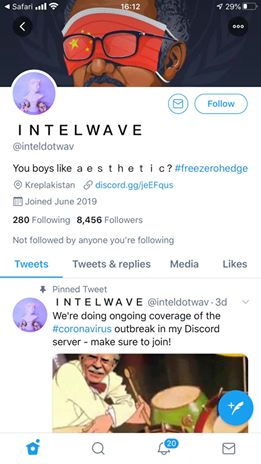 Safari
16:12
29%
Follow
I N T E L W A V E
@inteldotwav
You boys like a e s t h e t i c ? #freezerohedge
Kreplakistan discord.gg/jeEFqus
Joined June 2019
280 Following 8,456 Followers
Not followed by anyone you're following
Tweets Tweets & replies Media Likes
Pinned Tweet
I N T E L W A V E @inteldotwav · 3d
We're doing ongoing coverage of the
#coronavirus outbreak in my Discord
server - make sure to join!
20